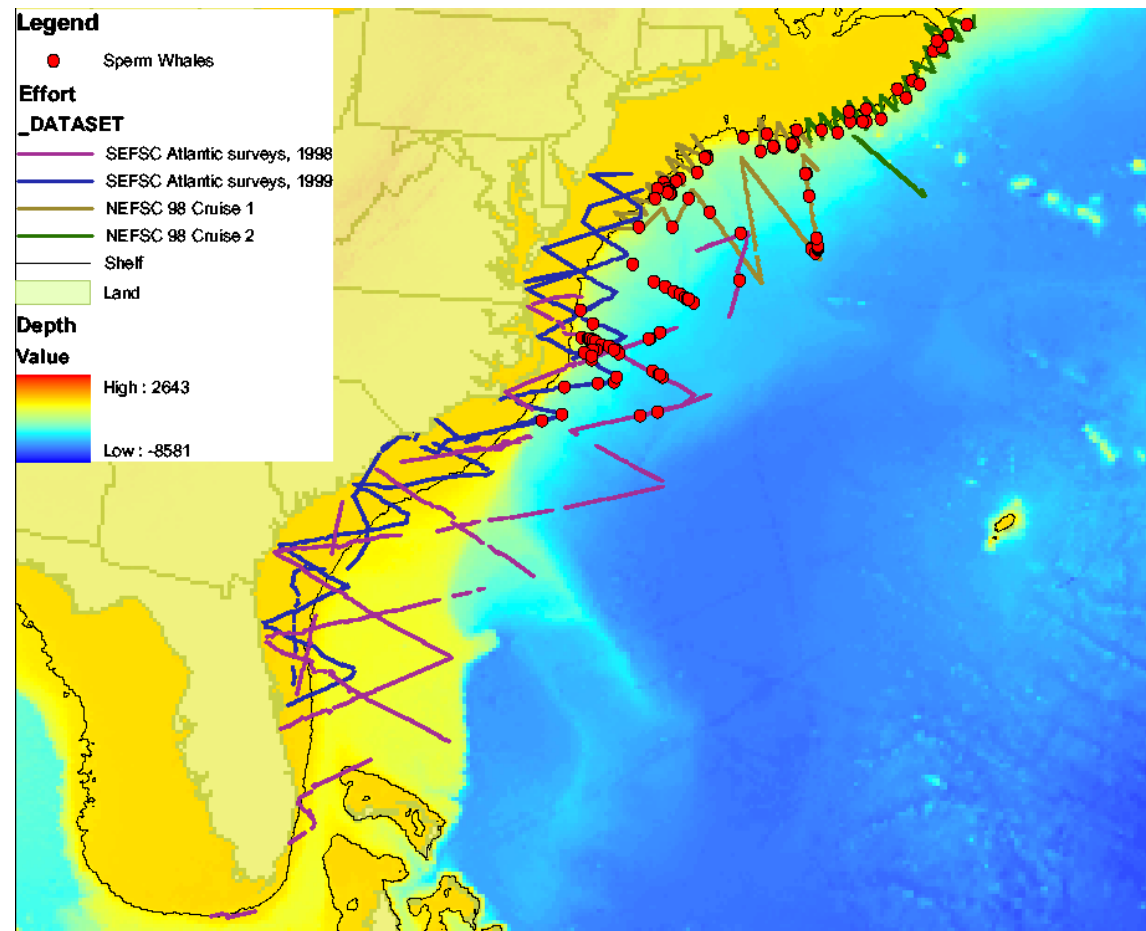 Legend
Sperm Whales
Effort
_DATASET
SEFSC Atlantic surveys, 1998
SEFSC Atlantic surveys, 1999
NEFSC 98 Cruise 1
NEFSC 98 Cruise 2
Shelf
Land
Depth
Value
High : 2643
Low : -8581